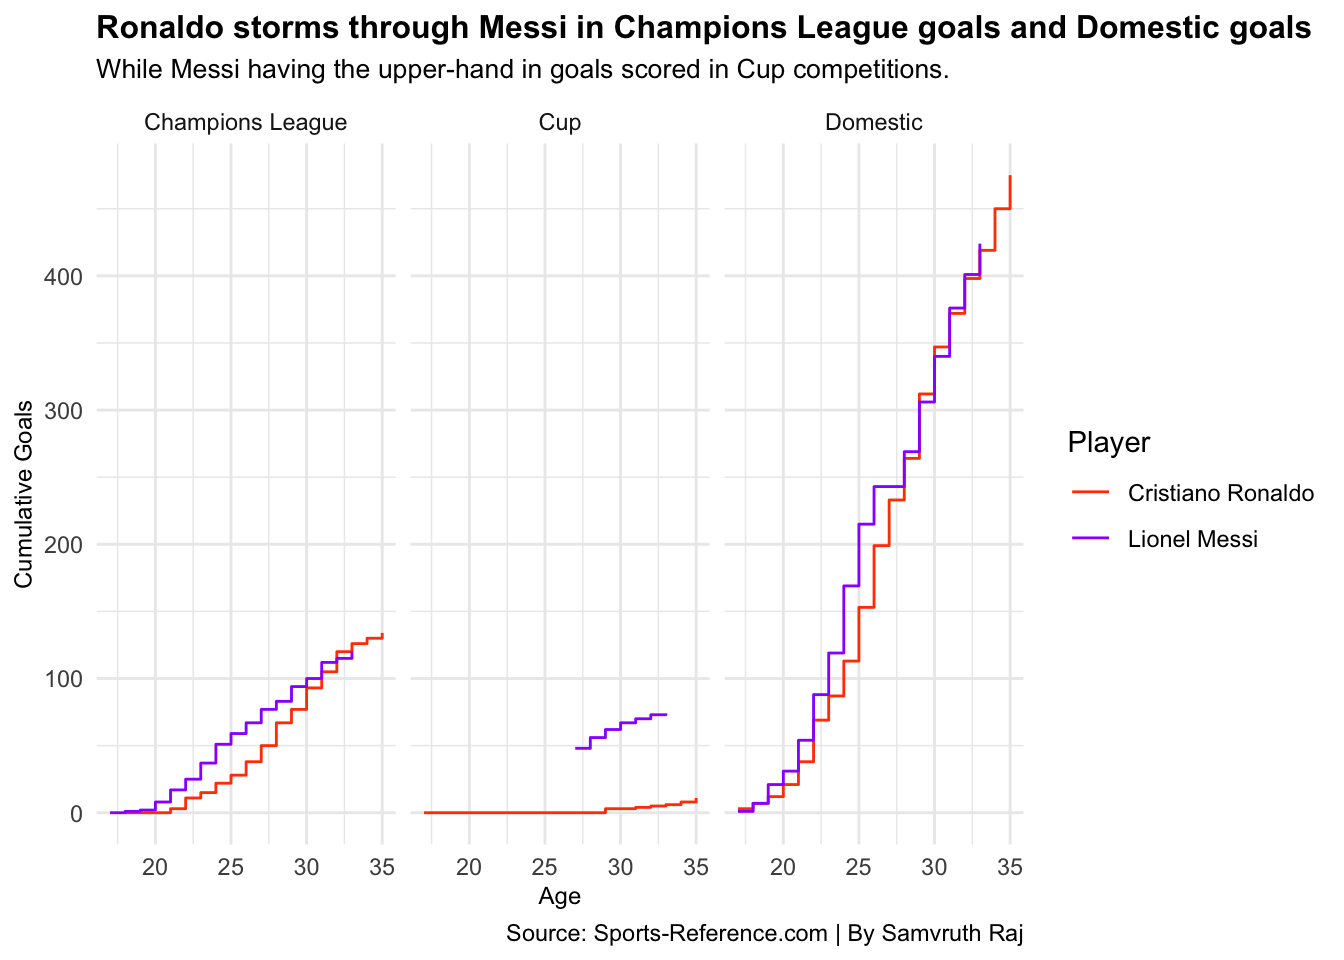 Ronaldo storms through Messi in Champions League goals and Domestic goals
While Messi having the upper-hand in goals scored in Cup competitions.
Champions League
Cup
Domestic
Cumulative Goals
400
300
200
100
0
20 25 30 35
20 25 30 35
20 25 30 35
Age
Player
Cristiano Ronaldo
Lionel Messi
Source: Sports-Reference.com | By Samvruth Raj